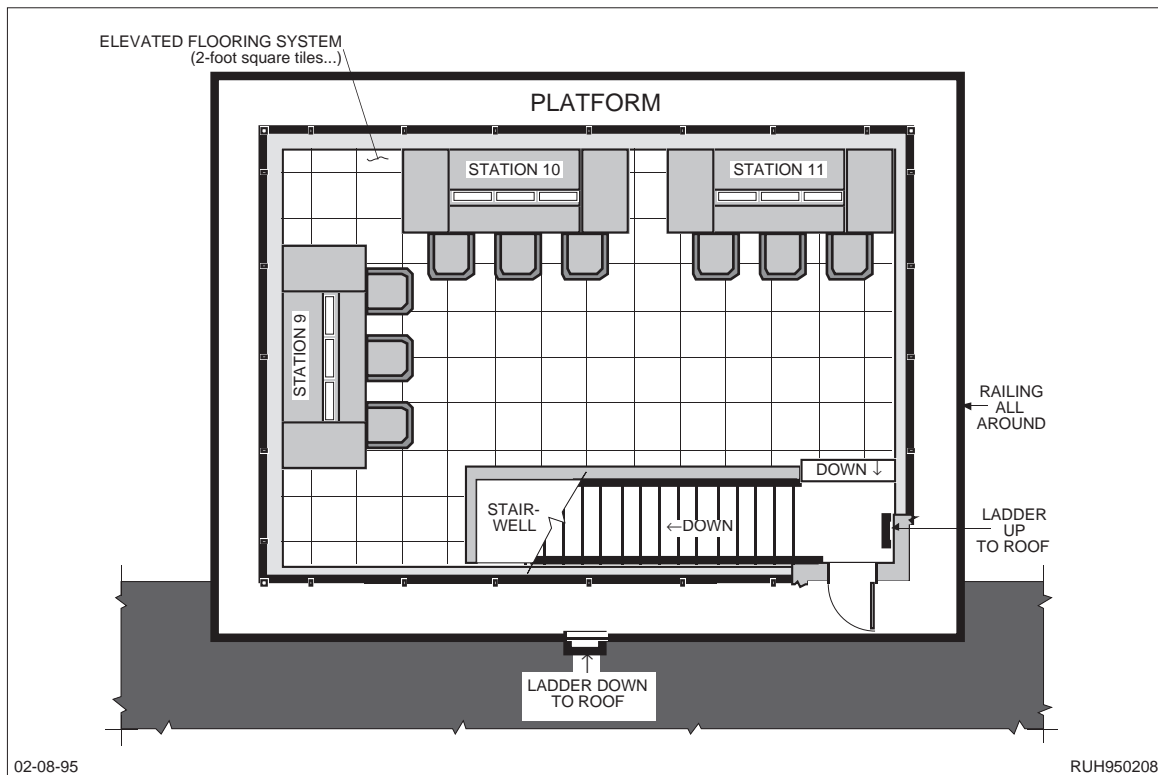 ELEVATED FLOORING SYSTEM
(2-foot square tiles...)
PLATFORM
STATION 10
STATION 11
STATION 9
RAILING
ALL
AROUND
DOWN ↓
STAIR-
WELL
←DOWN
LADDER
UP
TO ROOF
LADDER DOWN
TO ROOF
02-08-95
RUH950208